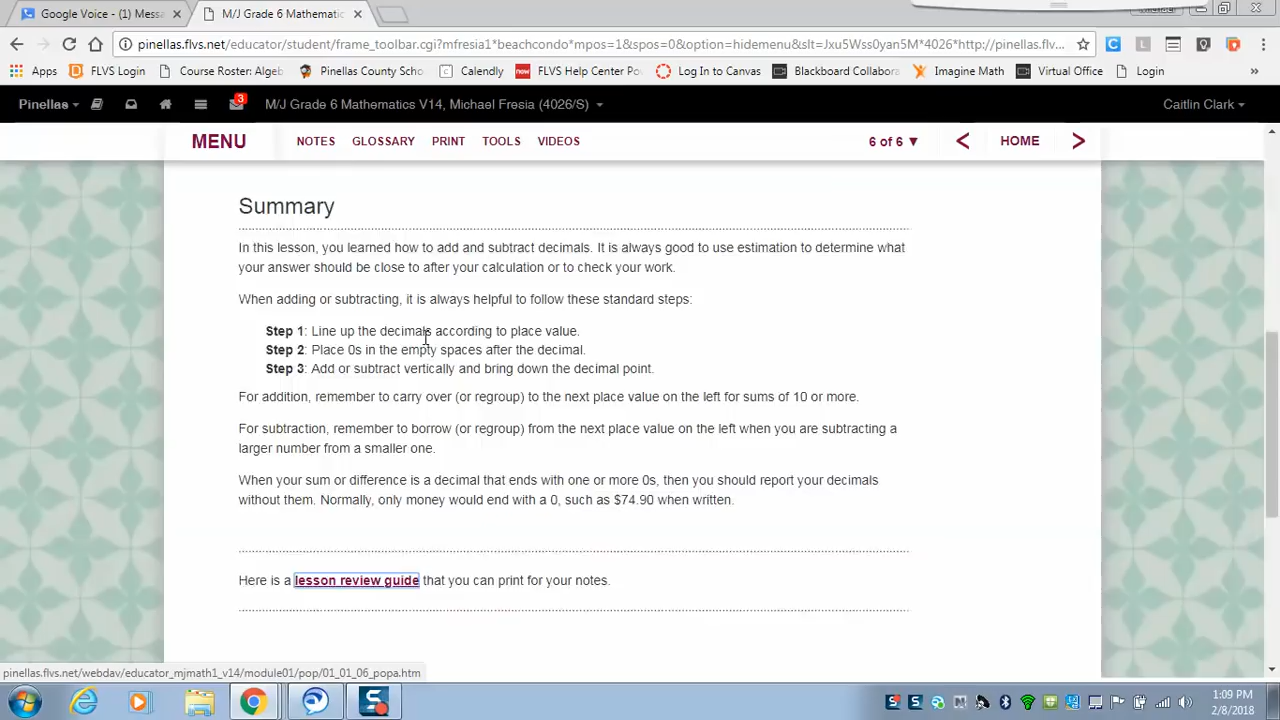 Google Voice - (1) Messa
M/J Grade 6 Mathematic
pinellas.flvs.net/educator/student/frame_toolbar.cgi?mfresia1*beachcondo*mpos=1&spos=0&option=hidemenu&slt=Jxu5Wss0yan5M*4026*http://pinellas.flv...
Apps FLVS Login Course Roster: Algeb Pinellas County Scho Calendly new FLVS Help Center Po Log In to Canvas Blackboard Collabora Imagine Math Virtual Office Login »
Pinellas 3 M/J Grade 6 Mathematics V14, Michael Fresia (4026/S) Caitlin Clark
MENU NOTES GLOSSARY PRINT TOOLS VIDEOS 6 of 6 ▼ < HOME >
Summary
In this lesson, you learned how to add and subtract decimals. It is always good to use estimation to determine what
your answer should be close to after your calculation or to check your work.
When adding or subtracting, it is always helpful to follow these standard steps:
Step 1: Line up the decimals according to place value.
Step 2: Place 0s in the empty spaces after the decimal.
Step 3: Add or subtract vertically and bring down the decimal point.
For addition, remember to carry over (or regroup) to the next place value on the left for sums of 10 or more.
For subtraction, remember to borrow (or regroup) from the next place value on the left when you are subtracting a
larger number from a smaller one.
When your sum or difference is a decimal that ends with one or more 0s, then you should report your decimals
without them. Normally, only money would end with a 0, such as $74.90 when written.
Here is a lesson review guide that you can print for your notes.
pinellas.flvs.net/webdav/educator_mjmath1_v14/module01/pop/01_01_06_popa.htm
1:09 PM
2/8/2018